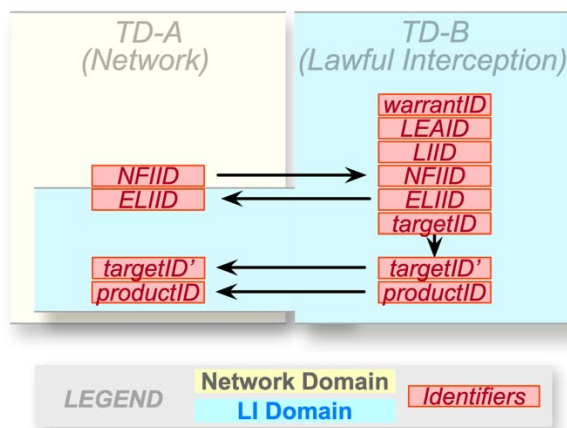 TD-A
(Network)
TD-B
(Lawful Interception)
warrantID
LEAID
LIID
NFIID
NFIID
ELIID
ELIID
targetID
targetID’
targetID’
productID
productID
LEGEND
Network Domain
LI Domain
Identifiers